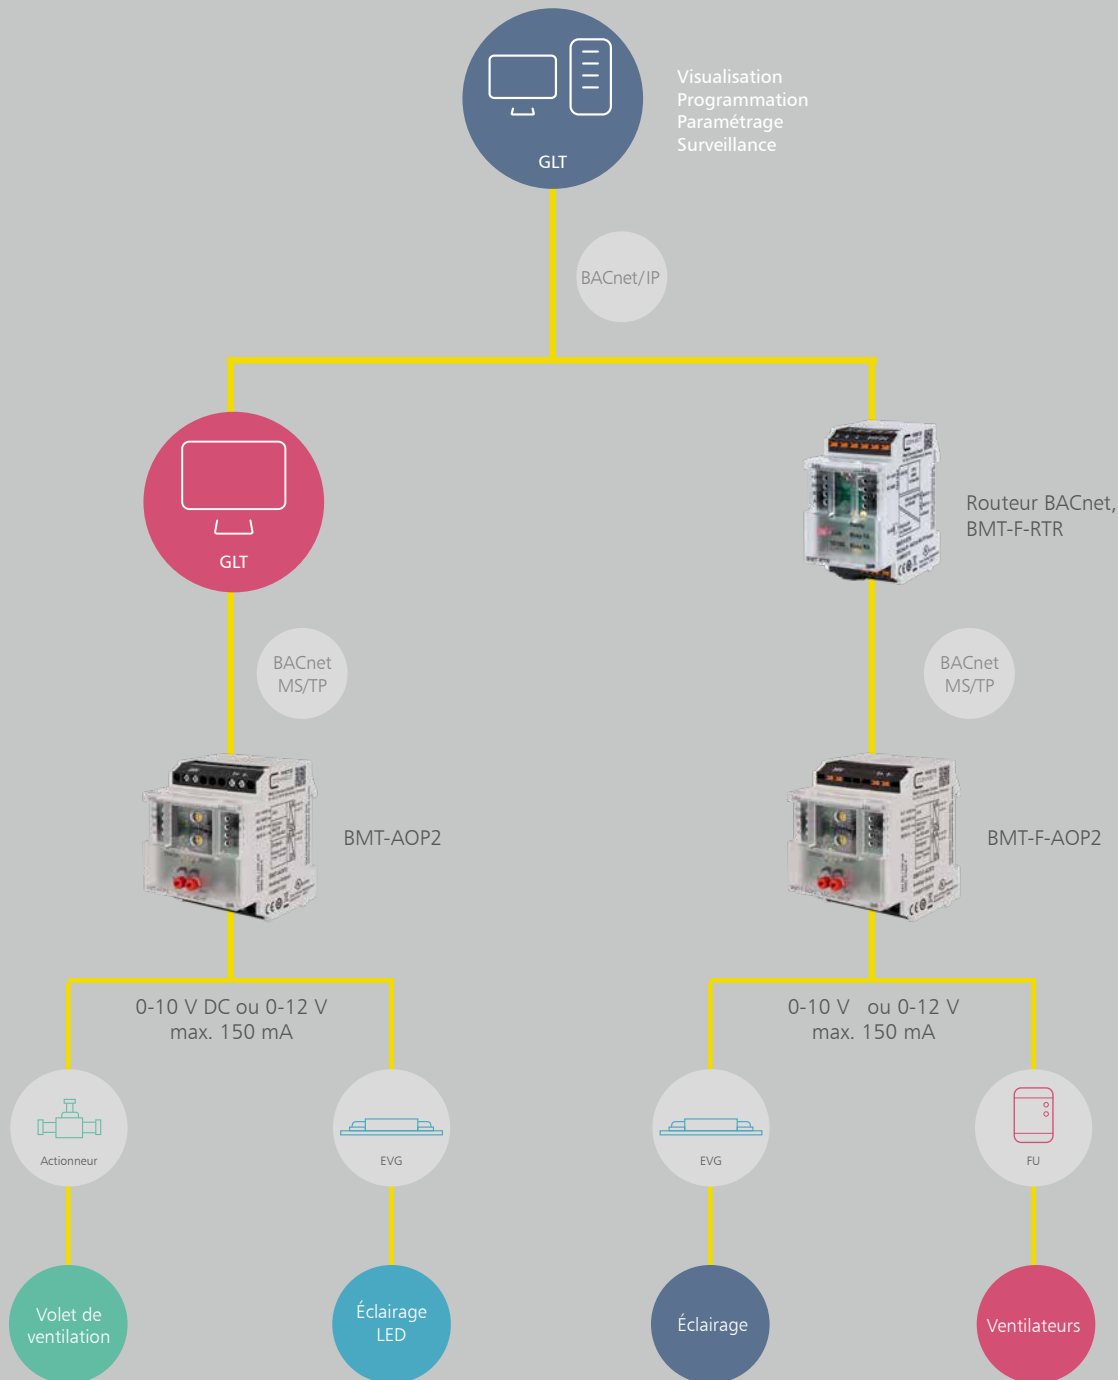 GLT
Visualisation
Programmation
Paramétrage
Surveillance
BACnet/IP
GLT
Routeur BACnet,
BMT-F-RTR
BACnet
MS/TP
BACnet
MS/TP
BMT-AOP2
BMT-F-AOP2
0-10 V DC ou 0-12 V
max. 150 mA
0-10 V ou 0-12 V
max. 150 mA
Actionneur
EVG
EVG
FU
Volet de
ventilation
Éclairage
LED
Éclairage
Ventilateurs